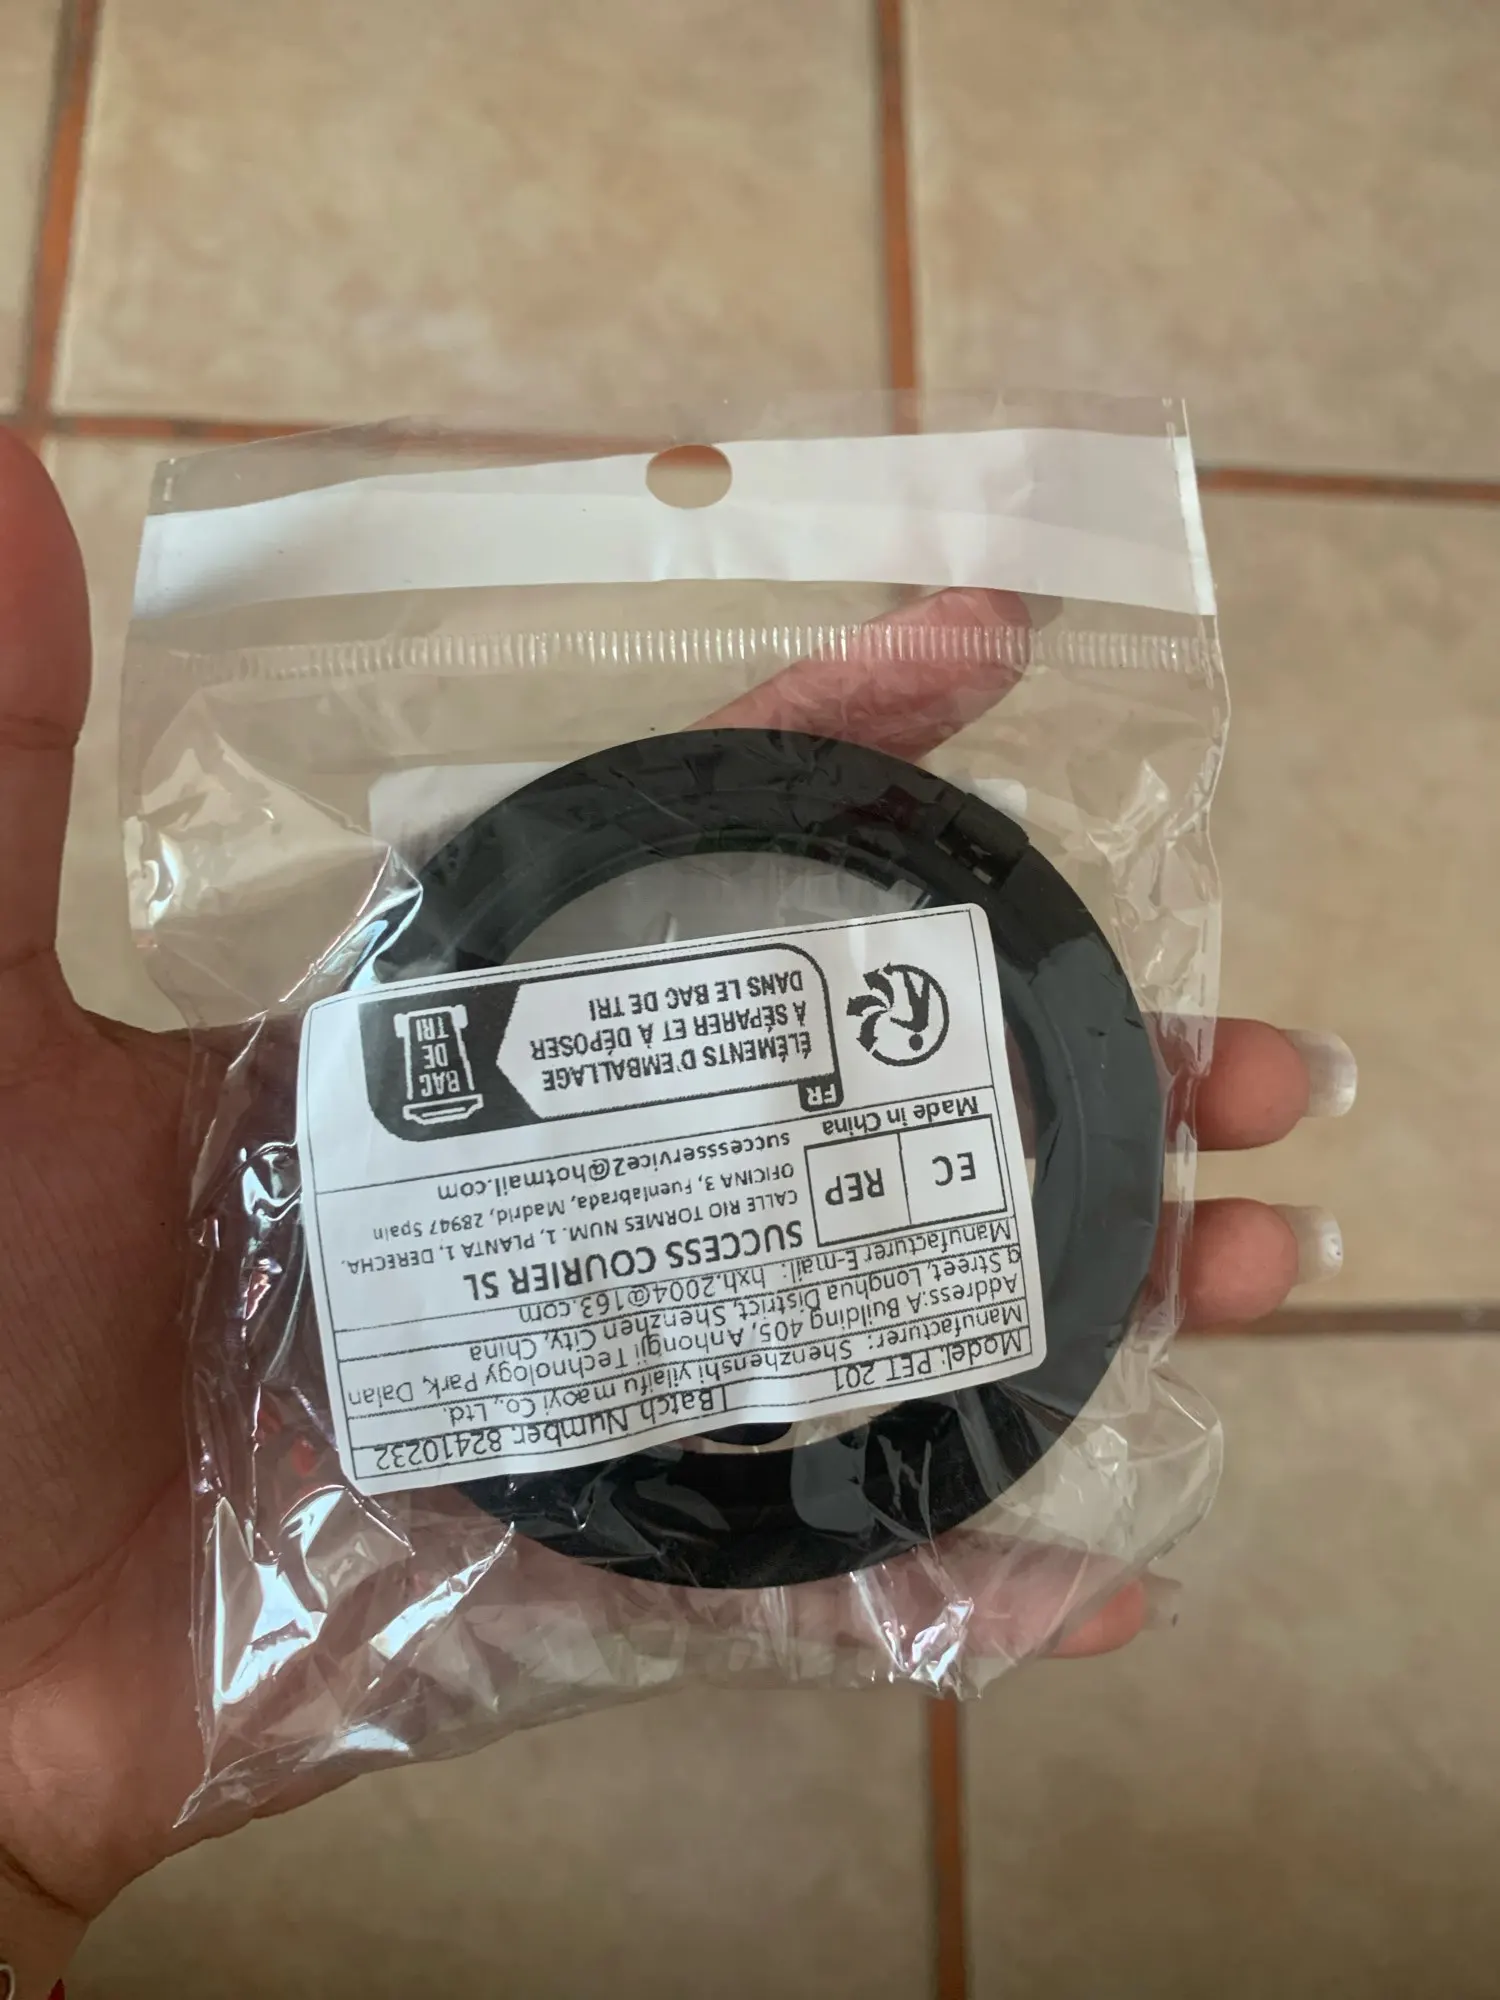 Model: PET 201
Batch Number: 82410232
Manufacturer: Shenzhenshi yilaifu maoyi Co., Ltd.
Address:A Building 405, Anhongji Technology Park, Dalan
g Street, Longhua District, Shenzhen City, China
Manufacturer E-mail: hxh.2004@163.com
EC
REP
SUCCESS COURIER SL
CALLE RIO TORMES NUM. 1, PLANTA 1, DERECHA,
OFICINA 3, Fuenlabrada, Madrid, 28947 Spain
successservice2@hotmail.com
Made in China
FR
ÉLÉMENTS D'EMBALLAGE
À SÉPARER ET À DÉPOSER
DANS LE BAC DE TRI
BAC
DE
TRI